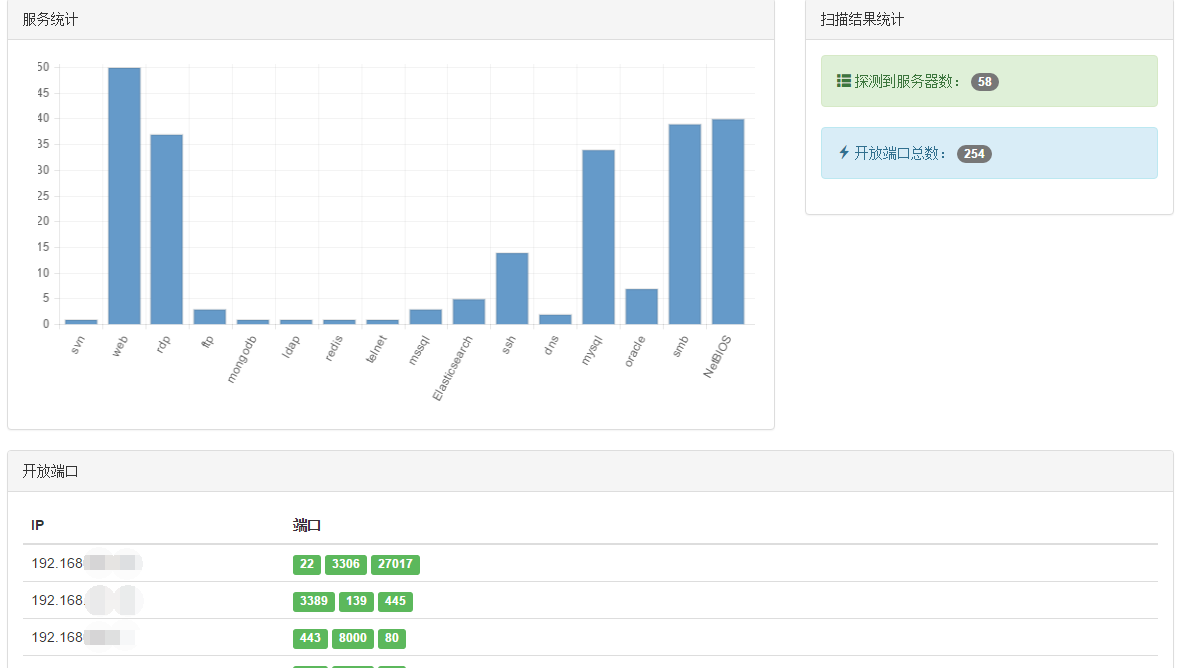 服务统计
50
45
40
35
30
25
20
15
10
5
0
svn web rdp ftp mongodb ldap redis telnet mssql Elasticsearch ssh dns mysql oracle smb NetBIOS
扫描结果统计
探测到服务器数： 58
开放端口总数： 254
开放端口
IP 端口
192.168 22 3306 27017
192.168. 3389 139 445
192.168 443 8000 80